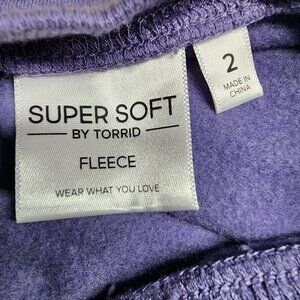 SUPER SOFT
BY TORRID
FLEECE
WEAR WHAT YOU LOVE
2
MADE IN
CHINA